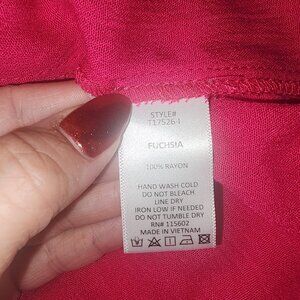 STYLE#
T17526-I
FUCHSIA
100% RAYON
HAND WASH COLD
DO NOT BLEACH
LINE DRY
IRON LOW IF NEEDED
DO NOT TUMBLE DRY
RN# 115602
MADE IN VIETNAM